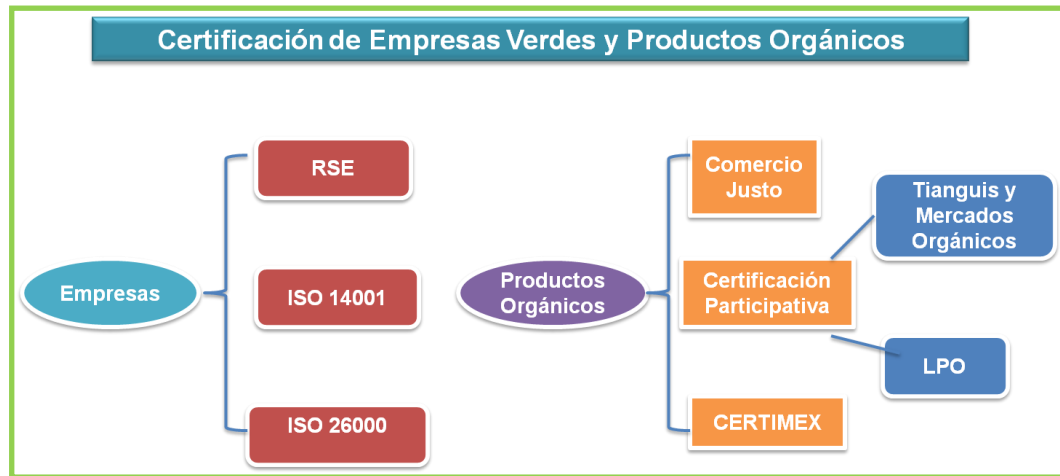 Certificación de Empresas Verdes y Productos Orgánicos
Empresas
RSE
ISO 14001
ISO 26000
Productos
Orgánicos
Comercio
Justo
Certificación
Participativa
CERTIMEX
Tianguis y
Mercados
Orgánicos
LPO